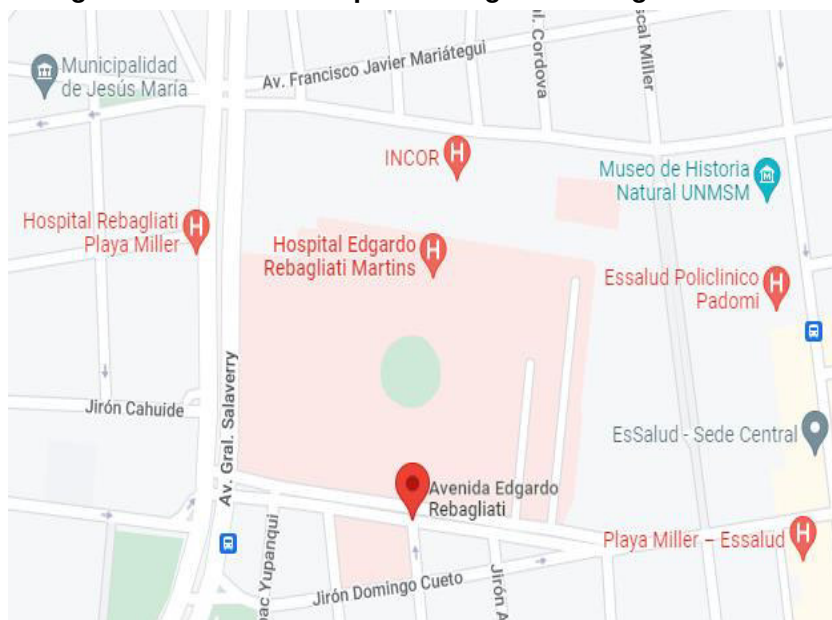 Municipalidad
de Jesús María
Av. Francisco Javier Mariátegui
Cordova
Miller
INCOR
Museo de Historia
Natural UNMSM
Hospital Rebagliati
Playa Miller
Hospital Edgardo
Rebagliati Martins
Essalud Policlinico
Padomi
Av. Gral. Salaverry
Jirón Cahuide
EsSalud - Sede Central
Avenida Edgardo
Rebagliati
Playa Miller – Essalud
Yupanqui
Jirón Domingo Cueto
Jirón